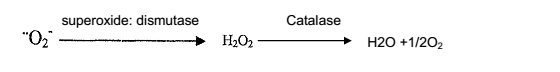 superoxide: dismutase Catalase
¨O₂⁻ H₂O₂ H2O +1/2O₂